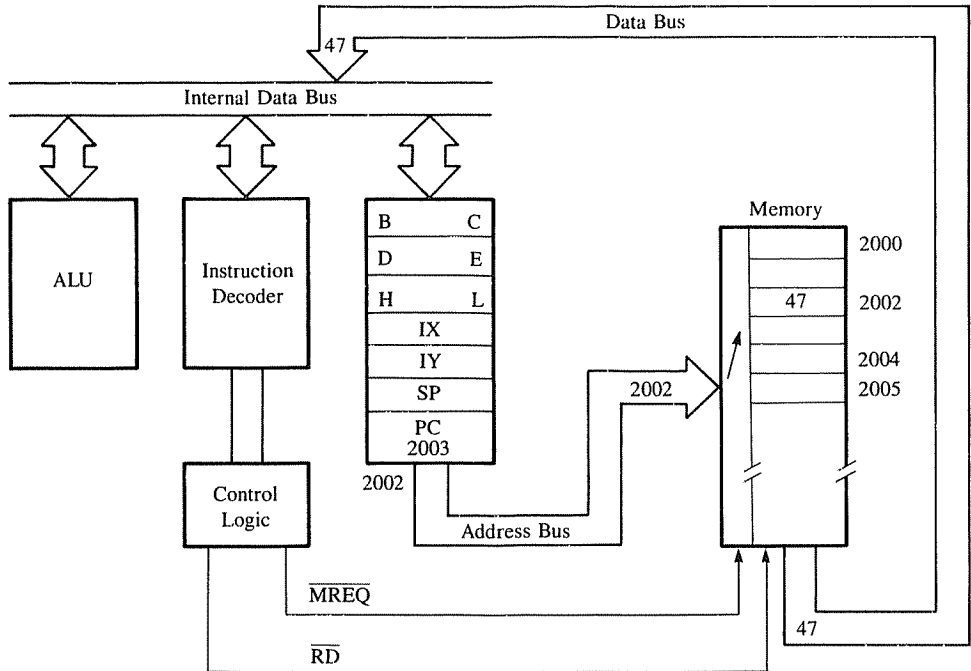 Data Bus
47
Internal Data Bus
ALU
Instruction
Decoder
B C
D E
H L
IX
IY
SP
PC
2003
Memory
2000
47 2002
2004
2005
2002
2002
Control
Logic
Address Bus
MREQ
RD
47